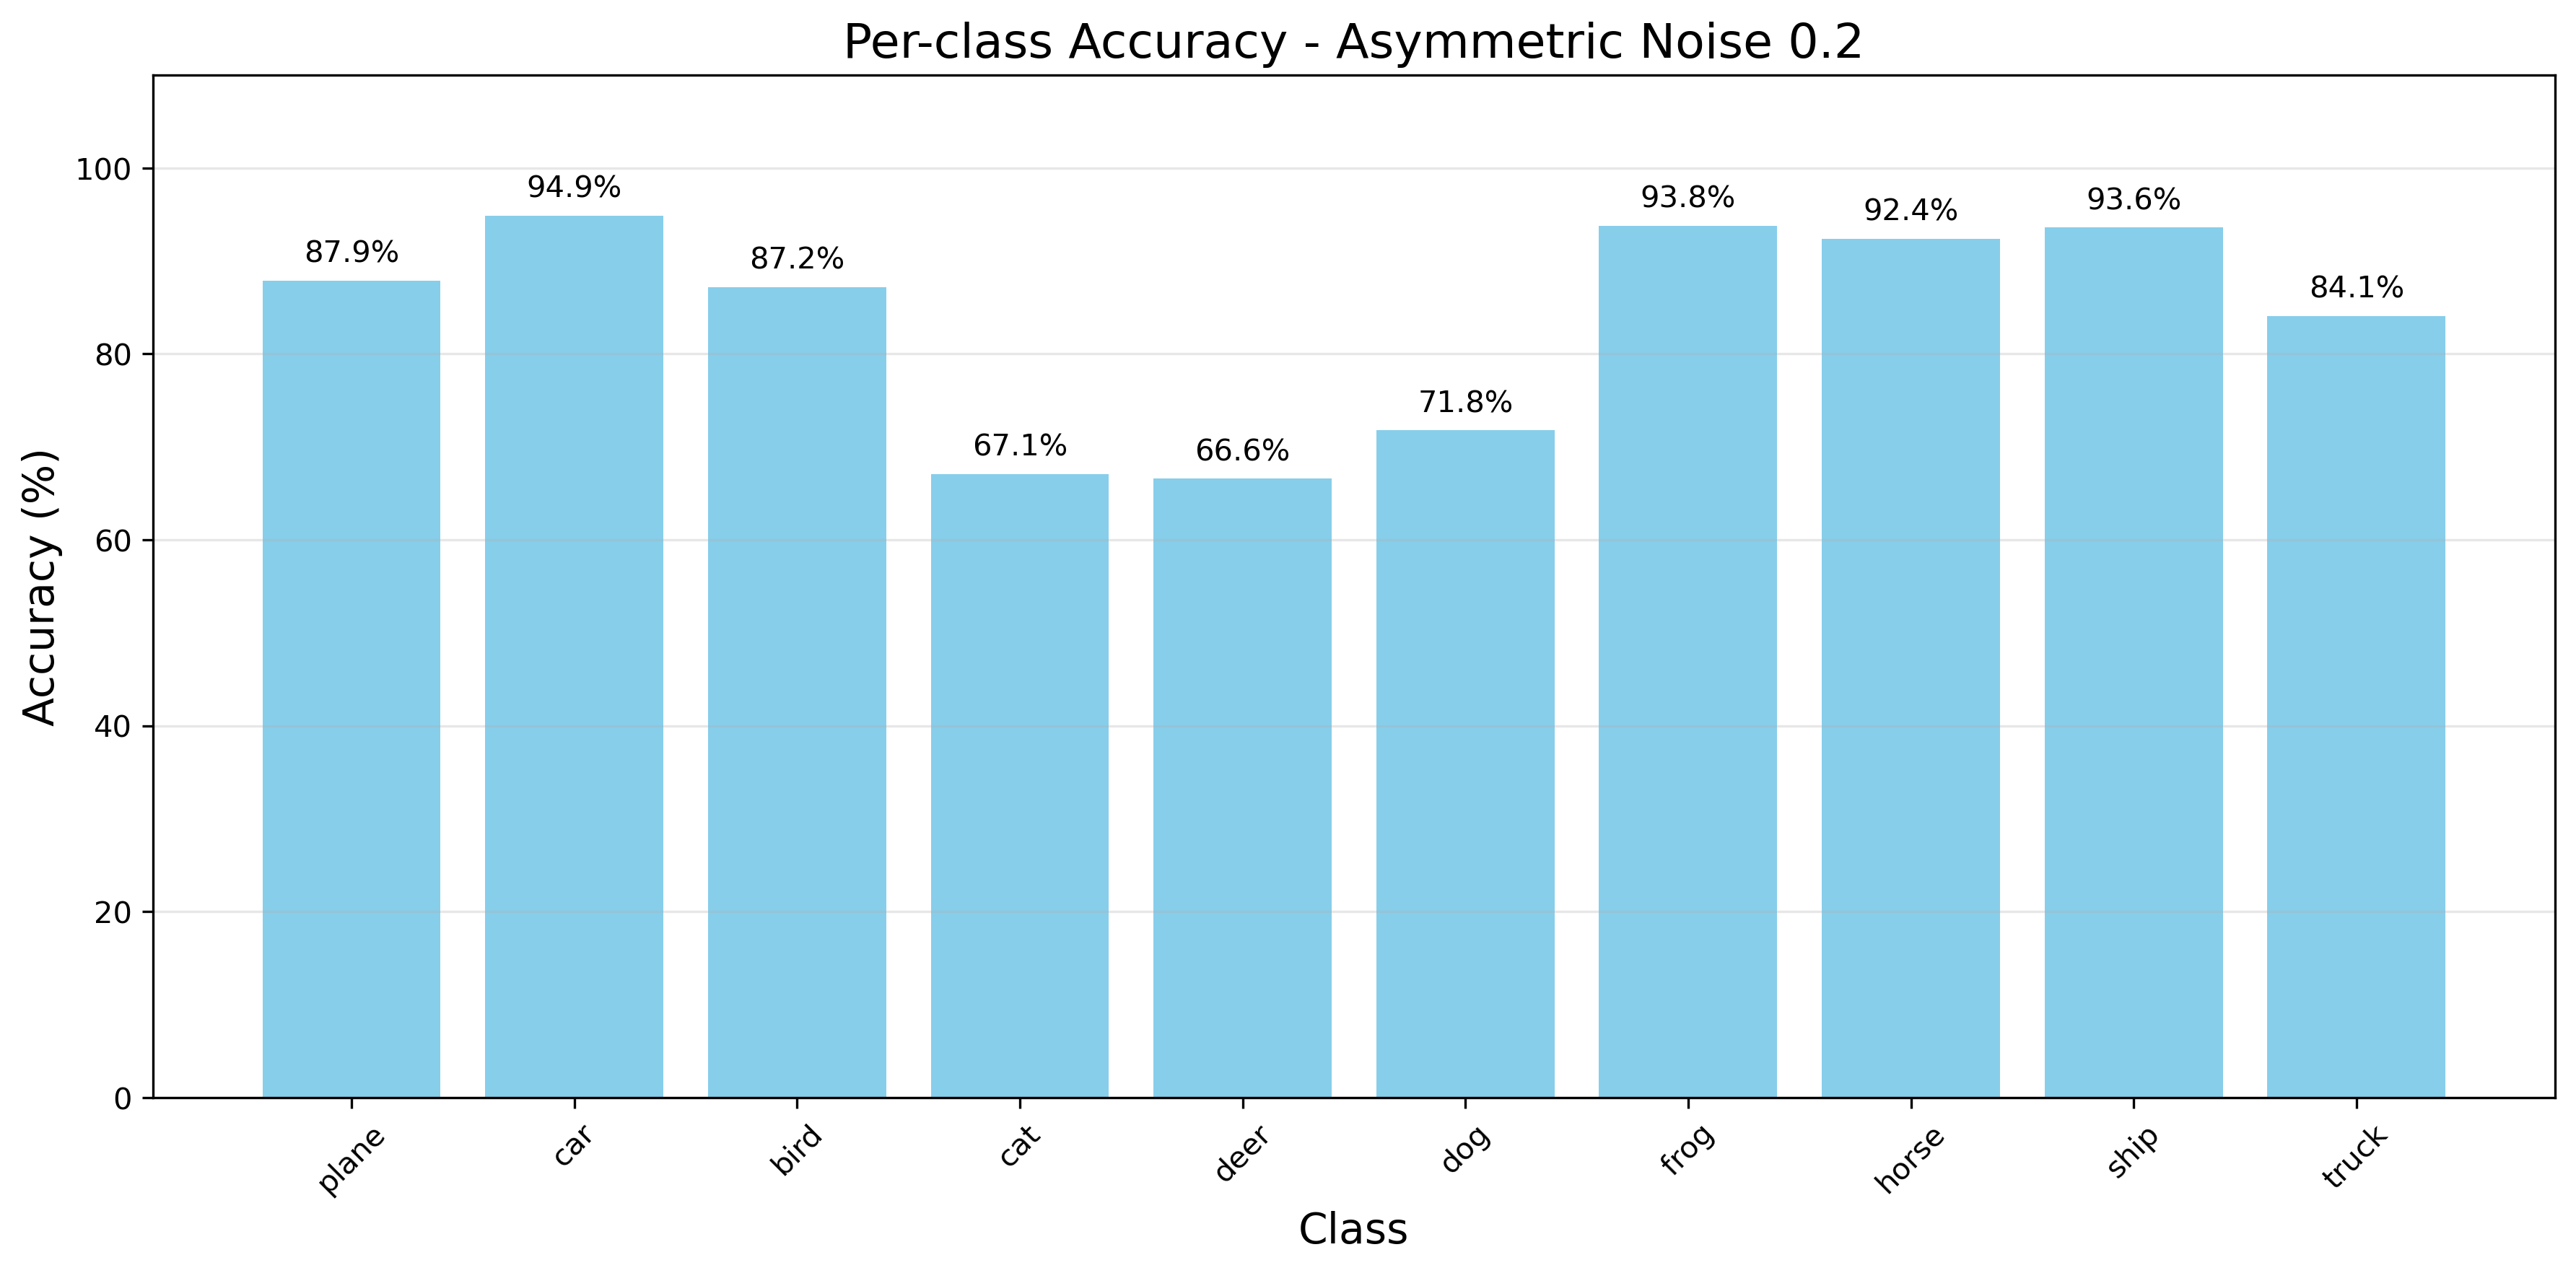 Per-class Accuracy - Asymmetric Noise 0.2
Accuracy (%)
100
80
60
40
20
0
87.9%
94.9%
87.2%
67.1%
66.6%
71.8%
93.8%
92.4%
93.6%
84.1%
plane
car
bird
cat
deer
dog
frog
horse
ship
truck
Class